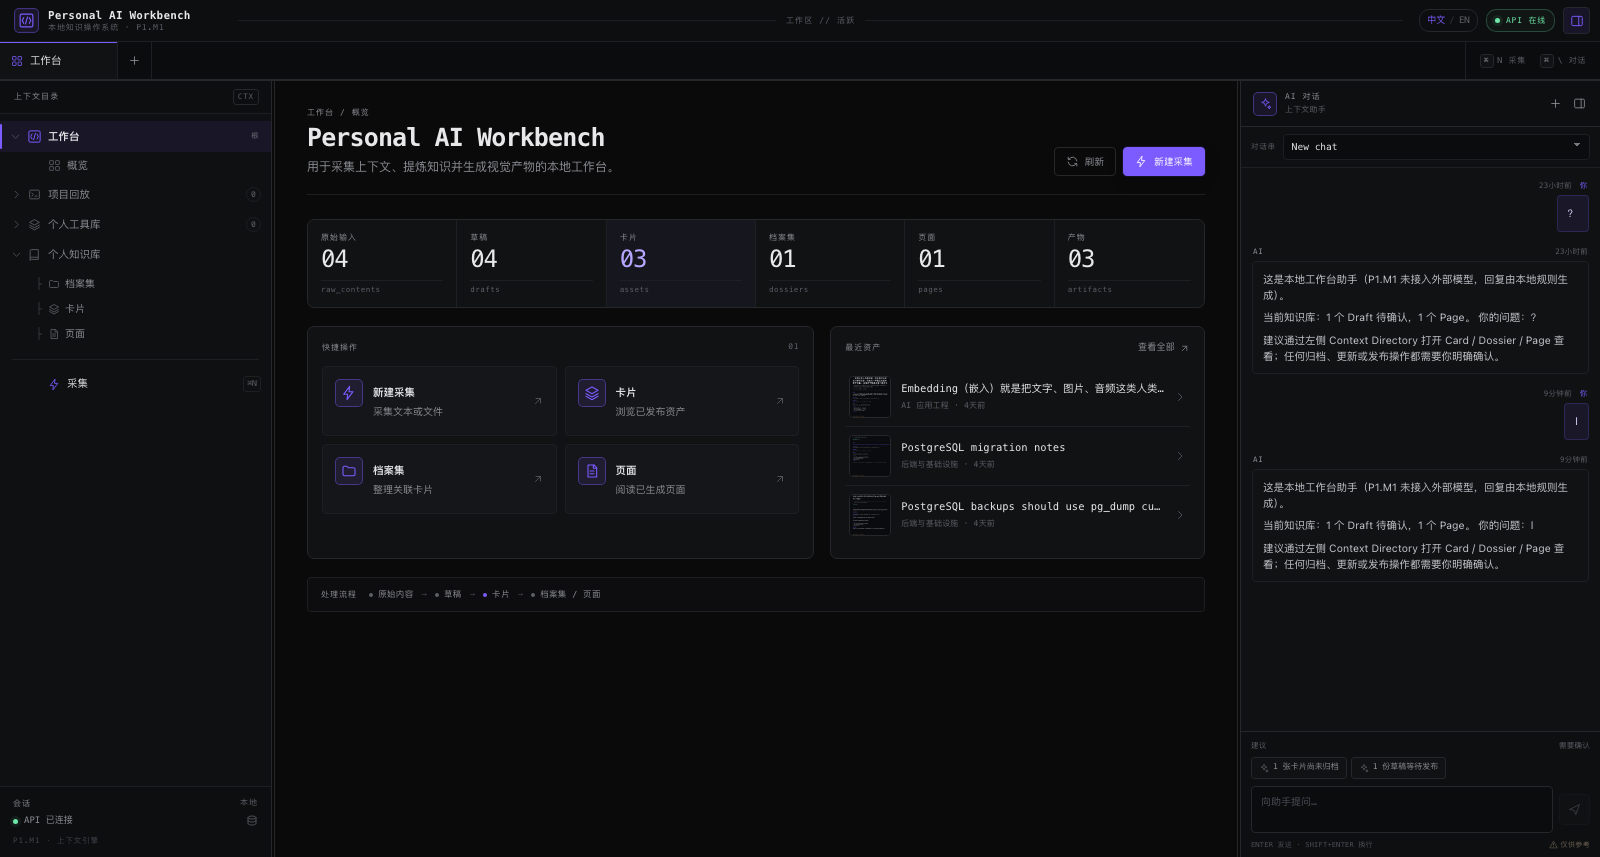 Personal AI Workbench
本地知识操作系统 · P1.M1
工作区 // 活跃
中文 / EN
API 在线
工作台
+
⌘ N 采集
⌘ \ 对话
上下文目录
CTX
工作台
根
概览
项目回放
0
个人工具库
0
个人知识库
档案集
卡片
页面
采集
⌘N
会话
本地
API 已连接
P1.M1 · 上下文引擎
工作台 / 概览
Personal AI Workbench
用于采集上下文、提炼知识并生成视觉产物的本地工作台。
刷新
新建采集
原始输入
04
raw_contents
草稿
04
drafts
卡片
03
assets
档案集
01
dossiers
页面
01
pages
产物
03
artifacts
快捷操作
01
新建采集
采集文本或文件
卡片
浏览已发布资产
档案集
整理关联卡片
页面
阅读已生成页面
最近资产
查看全部
Embedding（嵌入）就是把文字、图片、音频这类人类…
AI 应用工程 · 4天前
PostgreSQL migration notes
后端与基础设施 · 4天前
PostgreSQL backups should use pg_dump cu…
后端与基础设施 · 4天前
处理流程 原始内容 → 草稿 → 卡片 → 档案集 / 页面
AI 对话
上下文助手
对话串
New chat
23小时前 你
?
AI
23小时前
这是本地工作台助手（P1.M1 未接入外部模型，回复由本地规则生
成）。
当前知识库：1 个 Draft 待确认，1 个 Page。 你的问题：?
建议通过左侧 Context Directory 打开 Card / Dossier / Page 查
看；任何归档、更新或发布操作都需要你明确确认。
9分钟前 你
l
AI
9分钟前
这是本地工作台助手（P1.M1 未接入外部模型，回复由本地规则生
成）。
当前知识库：1 个 Draft 待确认，1 个 Page。 你的问题：l
建议通过左侧 Context Directory 打开 Card / Dossier / Page 查
看；任何归档、更新或发布操作都需要你明确确认。
建议
需要确认
1 张卡片尚未归档
1 份草稿等待发布
向助手提问…
ENTER 发送 · SHIFT+ENTER 换行
仅供参考